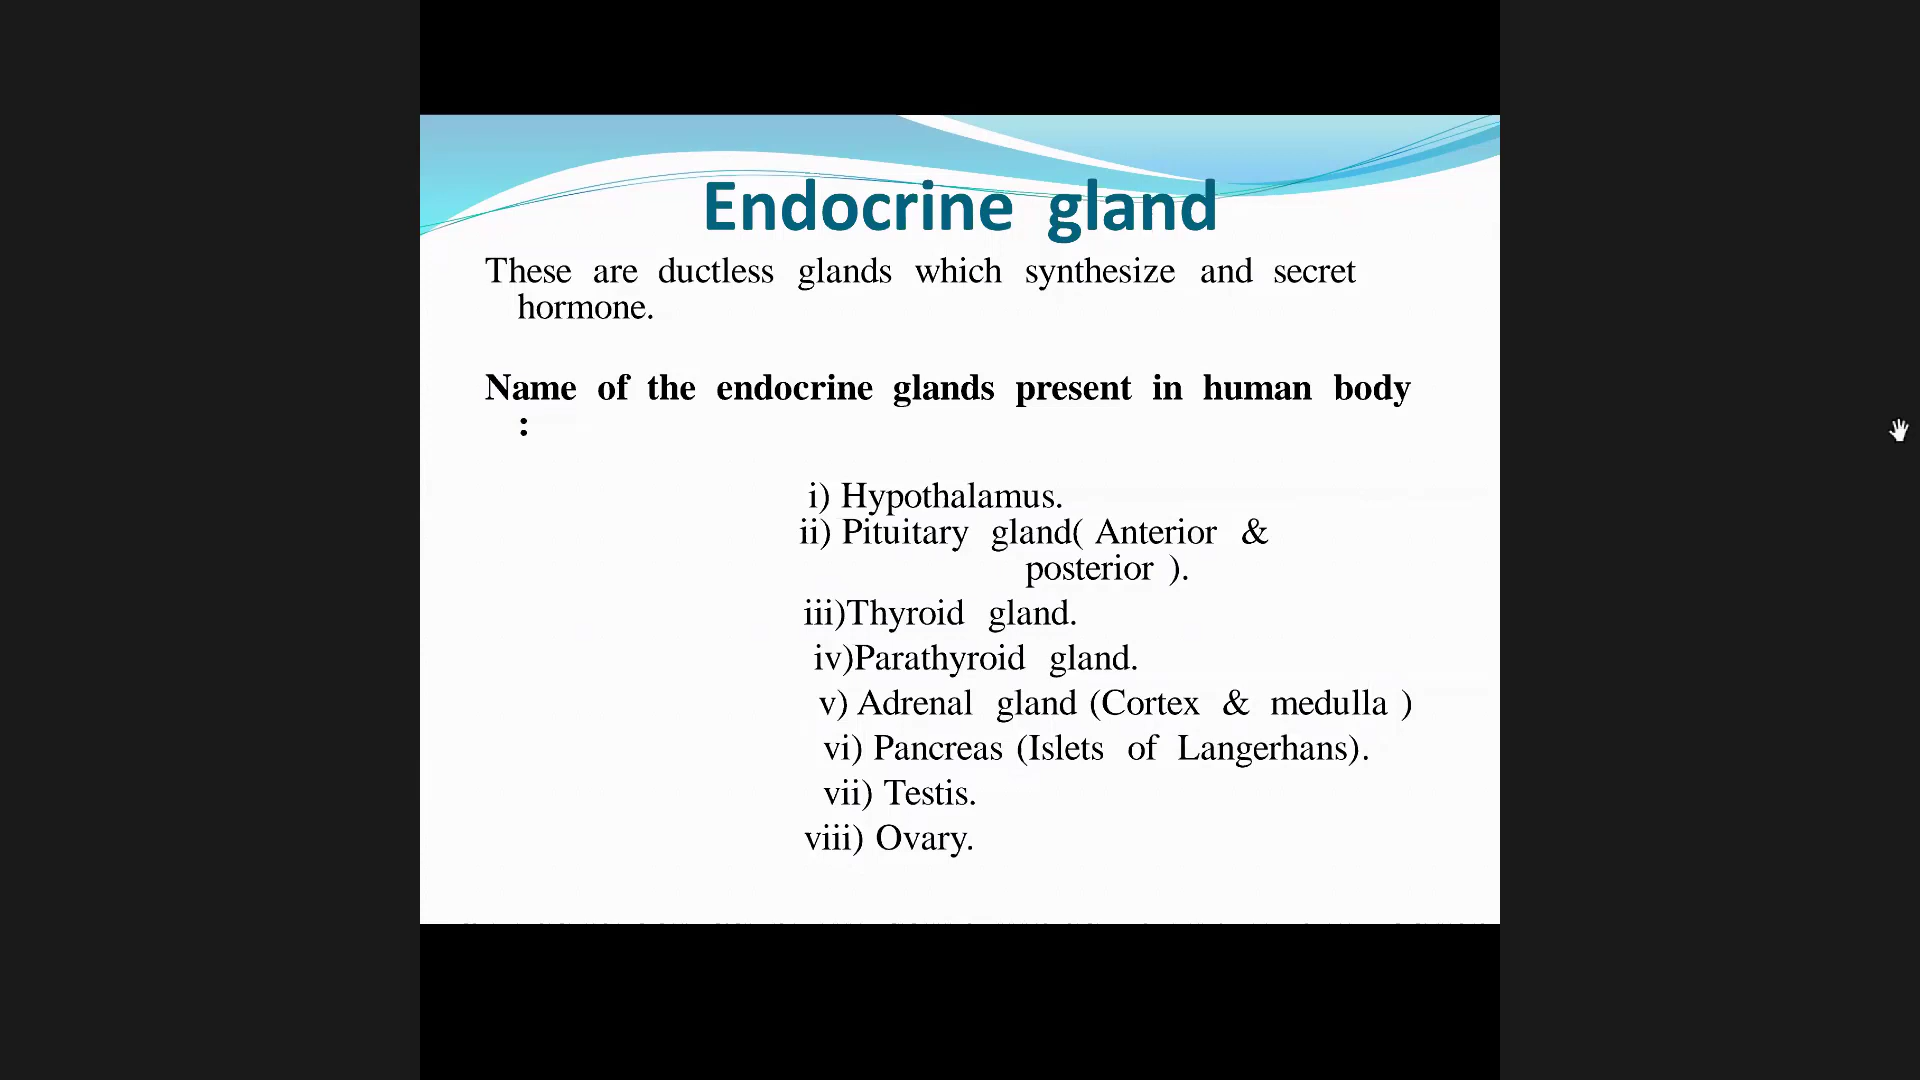 Endocrine gland
These are ductless glands which synthesize and secret
hormone.
Name of the endocrine glands present in human body
:
i) Hypothalamus.
ii) Pituitary gland( Anterior &
posterior ).
iii)Thyroid gland.
iv)Parathyroid gland.
v) Adrenal gland (Cortex & medulla )
vi) Pancreas (Islets of Langerhans).
vii) Testis.
viii) Ovary.